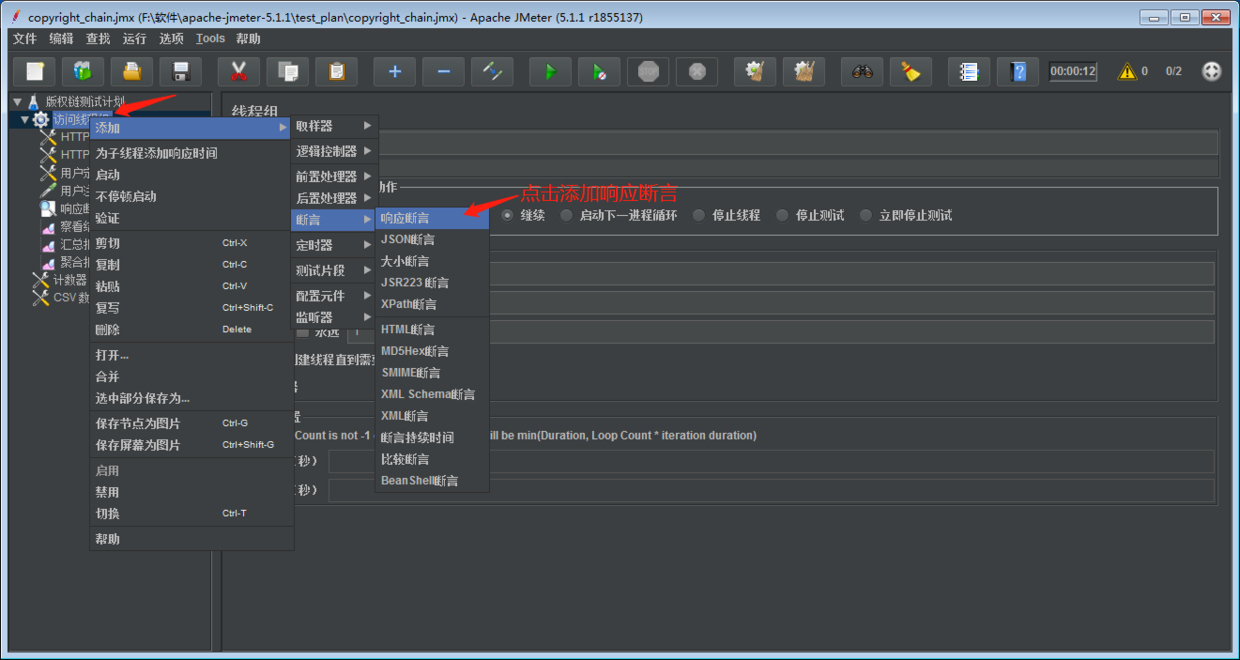 copyright_chain.jmx (F:\软件\apache-jmeter-5.1.1\test_plan\copyright_chain.jmx) - Apache JMeter (5.1.1 r1855137)
文件 编辑 查找 运行 选项 Tools 帮助
00:00:12 0 0/2
版权链测试计划
访问线程组
HTTP
HTTP
用户定
用户
响应断
察看结
汇总报
聚合报
计数器
CSV 数
线程组
添加
为子线程添加响应时间
启动
不停顿启动
验证
剪切 Ctrl-X
复制 Ctrl-C
粘贴 Ctrl-V
复写 Ctrl+Shift-C
删除 Delete
打开...
合并
选中部分保存为...
保存节点为图片 Ctrl-G
保存屏幕为图片 Ctrl+Shift-G
启用
禁用
切换 Ctrl-T
帮助
取样器
逻辑控制器
前置处理器
后置处理器
断言
定时器
测试片段
配置元件
监听器
响应断言
JSON断言
大小断言
JSR223 断言
XPath断言
HTML断言
MD5Hex断言
SMIME断言
XML Schema断言
XML断言
断言持续时间
比较断言
BeanShell断言
点击添加响应断言
动作
继续 启动下一进程循环 停止线程 停止测试 立即停止测试
永远 1
创建线程直到需要
器
置
Count is not -1 ill be min(Duration, Loop Count * iteration duration)
（秒）
（秒）